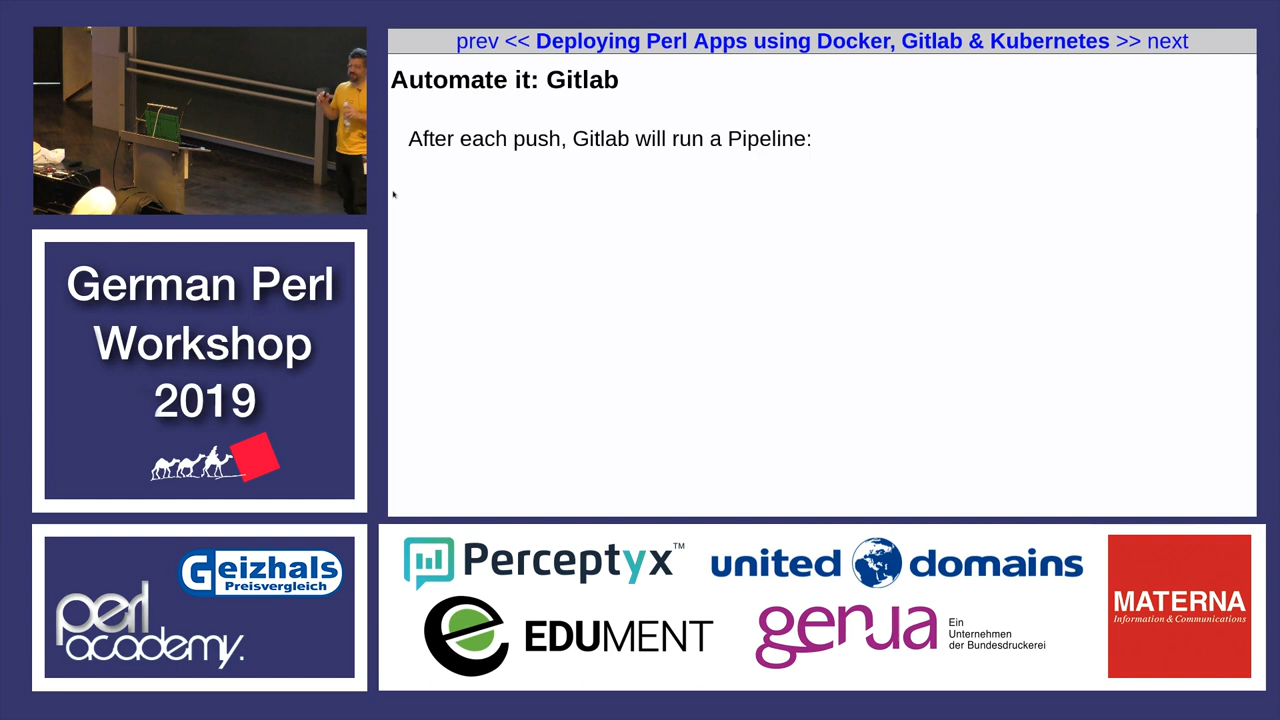 prev << Deploying Perl Apps using Docker, Gitlab & Kubernetes >> next
Automate it: Gitlab
After each push, Gitlab will run a Pipeline:
German Perl
Workshop
2019
Geizhals
Preisvergleich
perl
academy.
Perceptyx™
united domains
MATERNA
Information & Communications
EDUMENT
genua
Ein
Unternehmen
der Bundesdruckerei